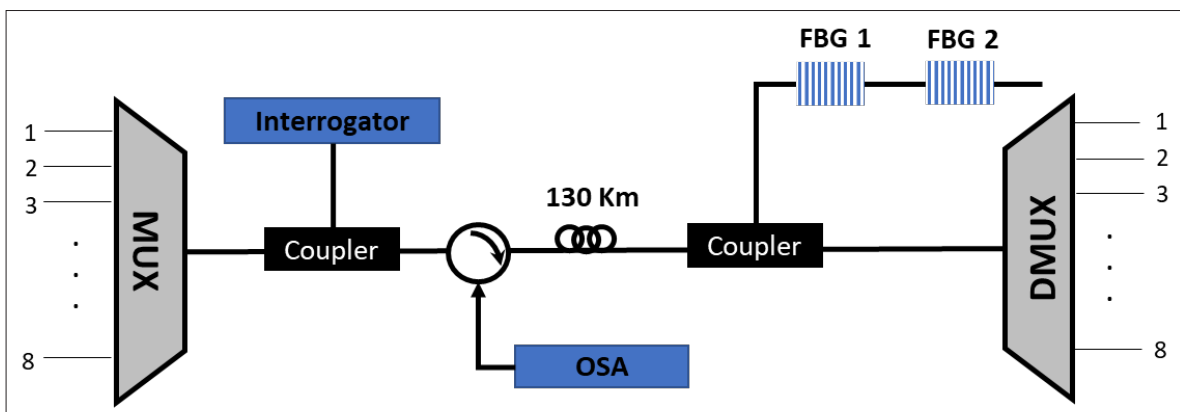 FBG 1
FBG 2
Interrogator
1
2
3
.
.
.
8
MUX
Coupler
130 Km
Coupler
OSA
DMUX
1
2
3
.
.
.
8